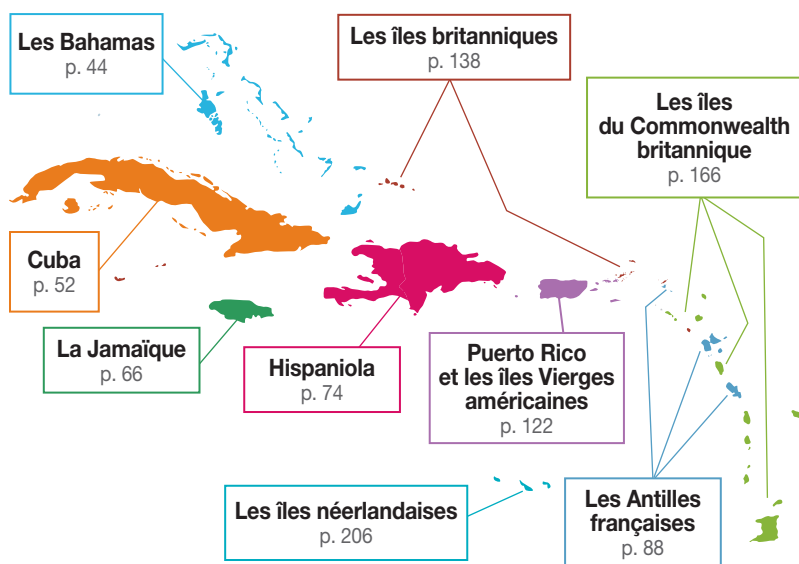 Les Bahamas
p. 44
Les îles britanniques
p. 138
Les îles
du Commonwealth
britannique
p. 166
Cuba
p. 52
La Jamaïque
p. 66
Hispaniola
p. 74
Puerto Rico
et les îles Vierges
américaines
p. 122
Les îles néerlandaises
p. 206
Les Antilles
françaises
p. 88